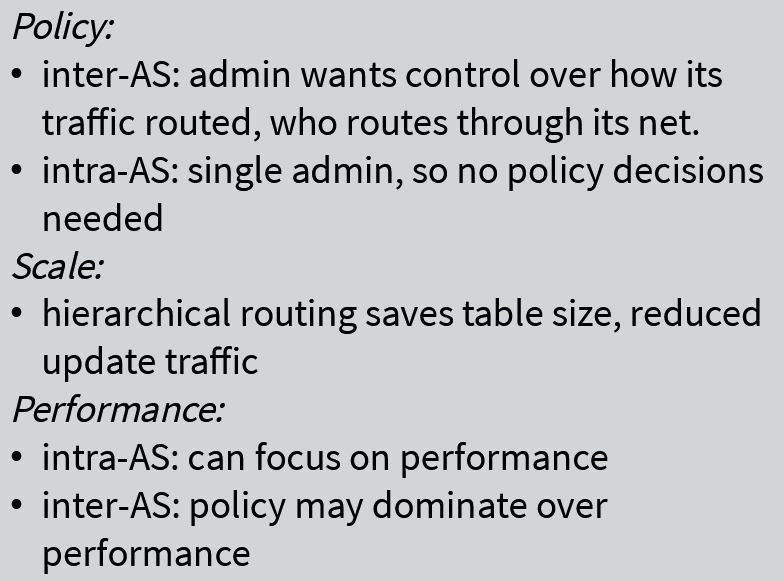 Policy:
• inter-AS: admin wants control over how its
traffic routed, who routes through its net.
• intra-AS: single admin, so no policy decisions
needed
Scale:
• hierarchical routing saves table size, reduced
update traffic
Performance:
• intra-AS: can focus on performance
• inter-AS: policy may dominate over
performance